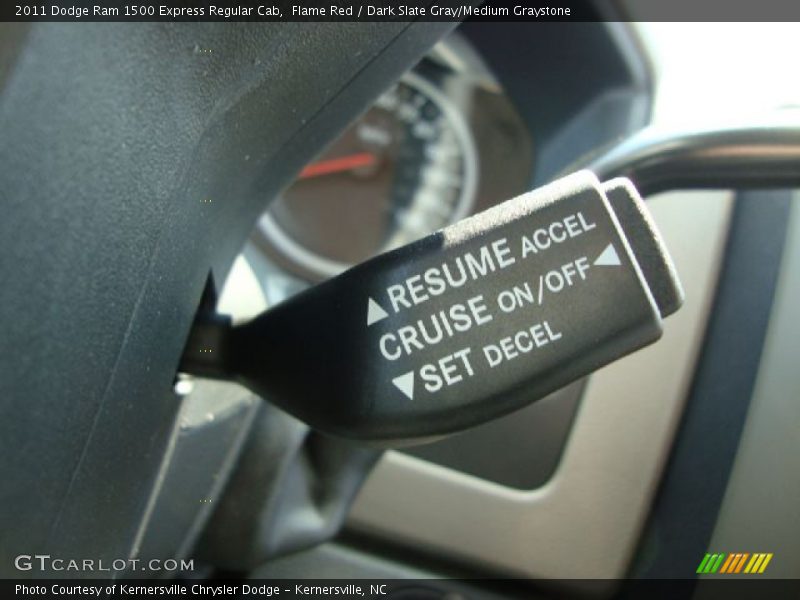 2011 Dodge Ram 1500 Express Regular Cab, Flame Red / Dark Slate Gray/Medium Graystone
▲RESUME ACCEL
CRUISE ON/OFF◀
▼SET DECEL
GTCARLOT.COM
Photo Courtesy of Kernersville Chrysler Dodge – Kernersville, NC